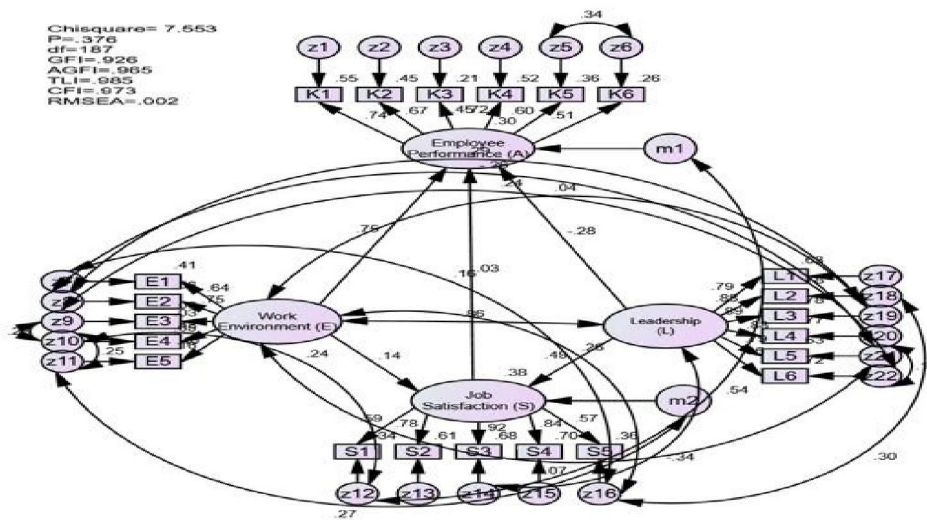 Chisquare= 7.553
P=.376
df=187
GFI=.926
AGFI=.965
TLI=.985
CFI=.973
RMSEA=.002
.34
z1 z2 z3 z4 z5 z6
.55 .45 .21 .52 .36 .26
K1 K2 K3 K4 K5 K6
.74 .67 .45 .72 .60 .51
.30
Employee
Performance (A)
m1
.24 .04
.75 -.28
.16 .03
.41
E1
E2
E3
E4
E5
.64
.75
z9
z10
z11
.25
Work
Environment (E)
Leadership
(L)
.79
L1
L2
L3
L4
L5
L6
z17
z18
z19
z22
.24 .14 .49
.38 .54
Job
Satisfaction (S)
m2
.59 .78 .92 .84 .57
.34 .61 .68 .70 .36
S1 S2 S3 S4 S5
.07 -.34
.30
z12 z13 z14 z15 z16
.27